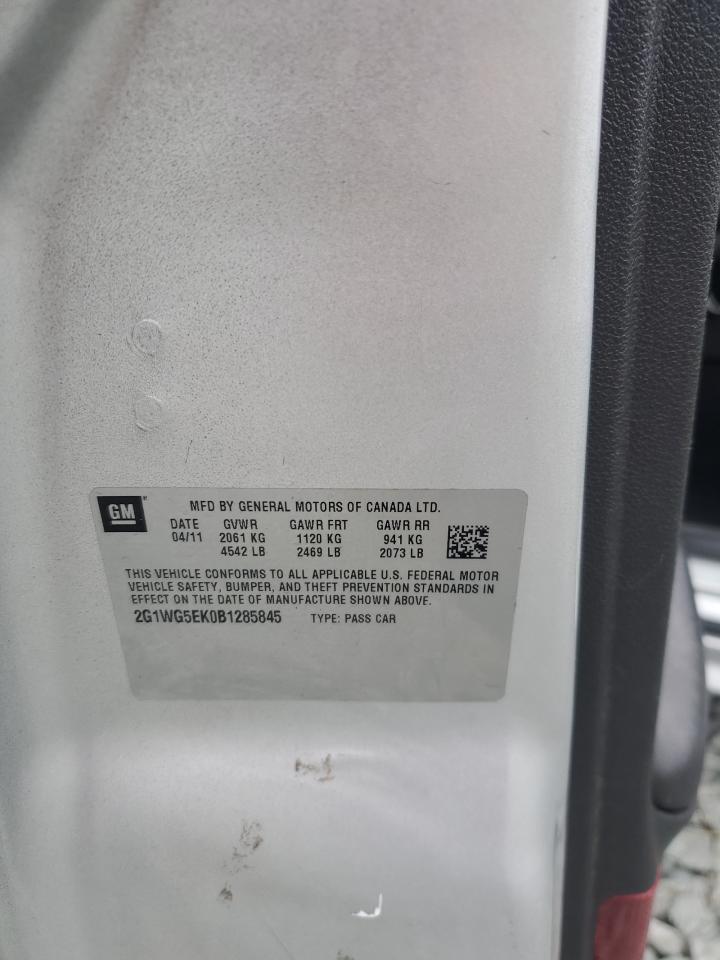 GM
MFD BY GENERAL MOTORS OF CANADA LTD.
DATE GVWR GAWR FRT GAWR RR
04/11 2061 KG 1120 KG 941 KG
4542 LB 2469 LB 2073 LB
THIS VEHICLE CONFORMS TO ALL APPLICABLE U.S. FEDERAL MOTOR
VEHICLE SAFETY, BUMPER, AND THEFT PREVENTION STANDARDS IN
EFFECT ON THE DATE OF MANUFACTURE SHOWN ABOVE.
2G1WG5EK0B1285845 TYPE: PASS CAR